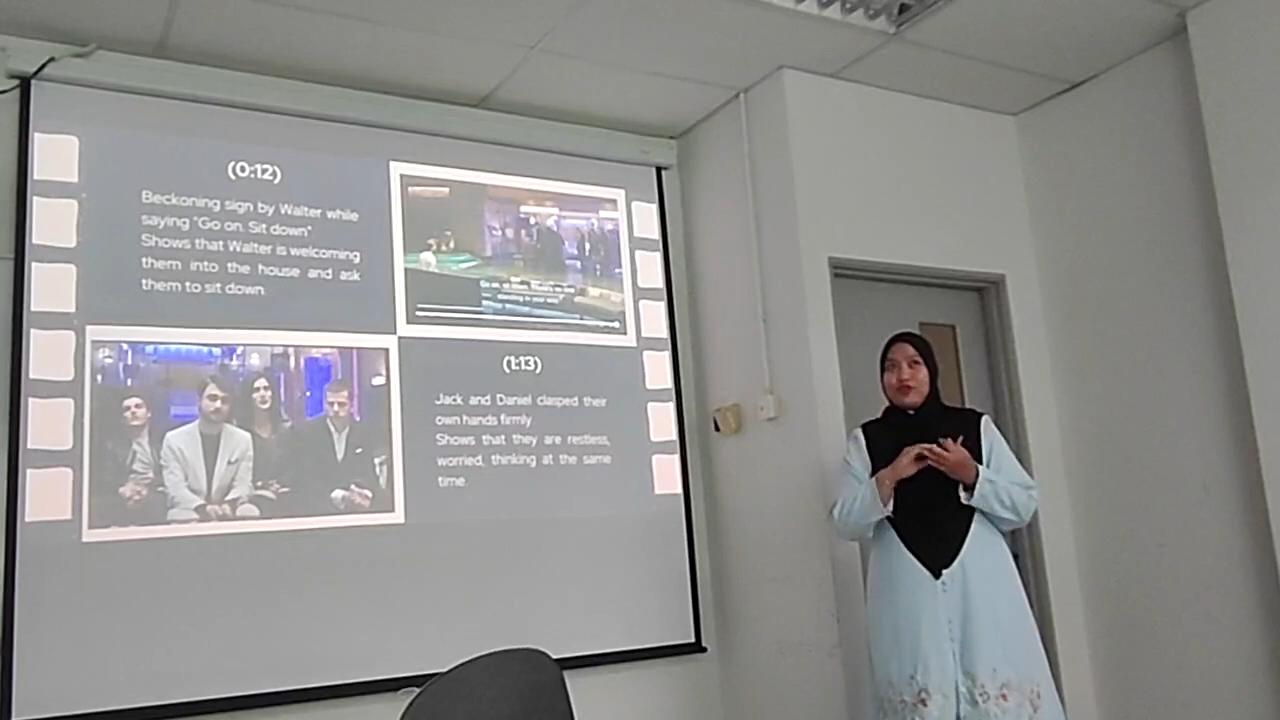 (0:12)
Beckoning sign by Walter while
saying "Go on. Sit down"
Shows that Walter is welcoming
them into the house and ask
them to sit down.
(1:13)
Jack and Daniel clasped their
own hands firmly
Shows that they are restless,
worried, thinking at the same
time.